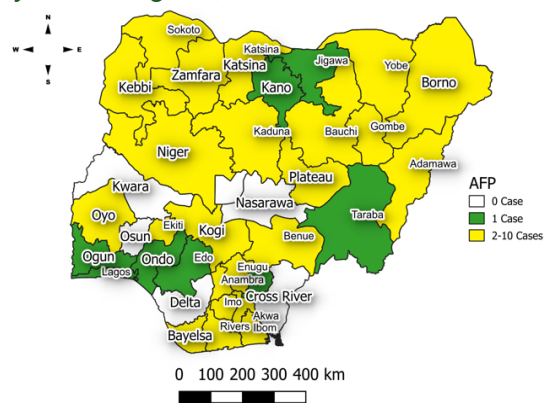 N
W E
S
Sokoto
Katsina
Katsina
Jigawa
Yobe
Borno
Zamfara
Kebbi
Kano
Kaduna
Bauchi
Gombe
Niger
Adamawa
Plateau
Kwara
Nasarawa
Taraba
Oyo
Ekiti
Kogi
Osun
Benue
Ogun
Lagos
Ondo
Edo
Enugu
Anambra
Delta
Cross River
Imo
Akwa
Ibom
Rivers
Bayelsa
AFP
0 Case
1 Case
2-10 Cases
0 100 200 300 400 km